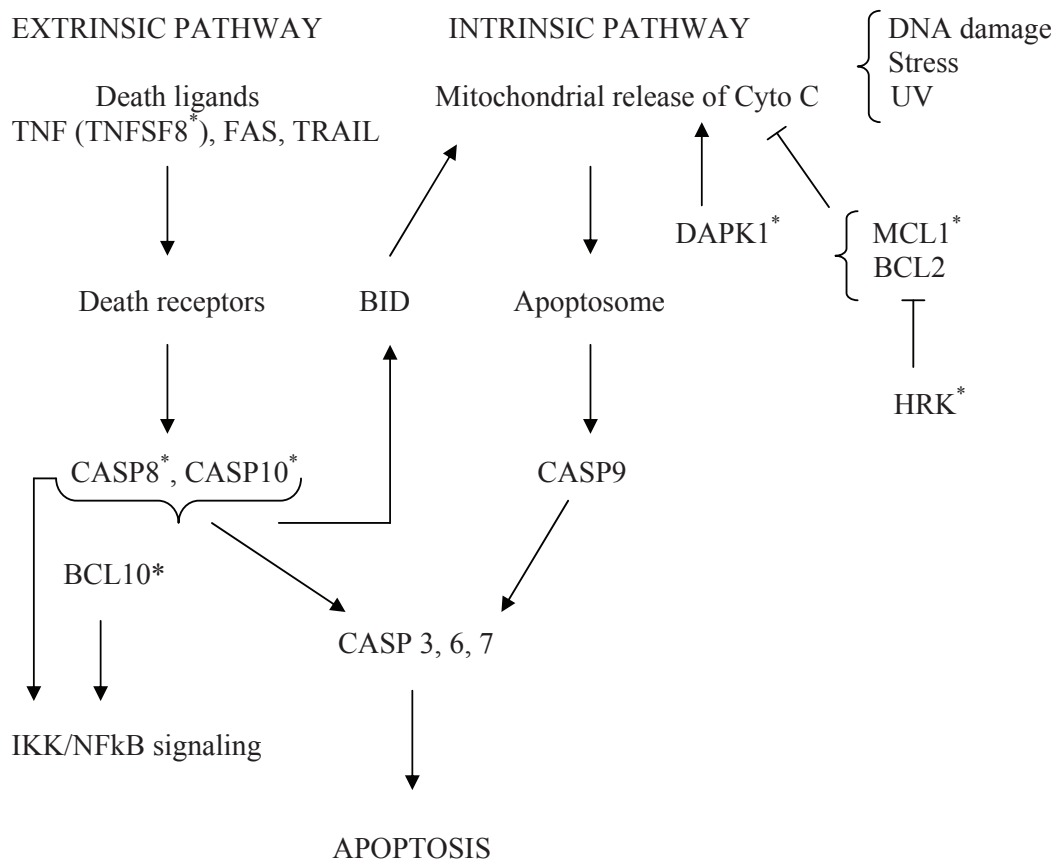 EXTRINSIC PATHWAY
INTRINSIC PATHWAY
DNA damage
Stress
UV
Death ligands
TNF (TNFSF8*), FAS, TRAIL
Mitochondrial release of Cyto C
DAPK1*
MCL1*
BCL2
Death receptors
BID
Apoptosome
HRK*
CASP8*, CASP10*
CASP9
BCL10*
CASP 3, 6, 7
IKK/NFkB signaling
APOPTOSIS